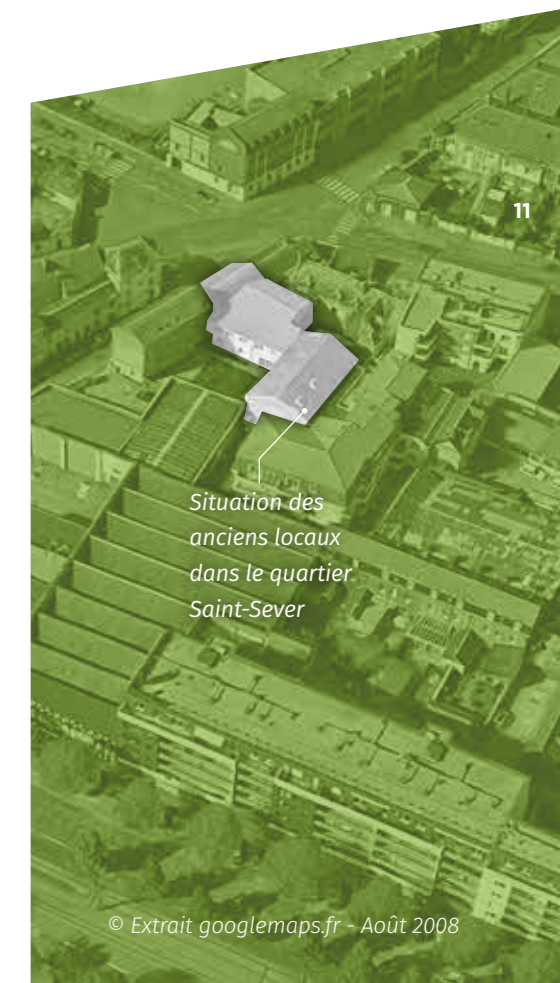 11
Situation des
anciens locaux
dans le quartier
Saint-Sever
© Extrait googlemaps.fr - Août 2008